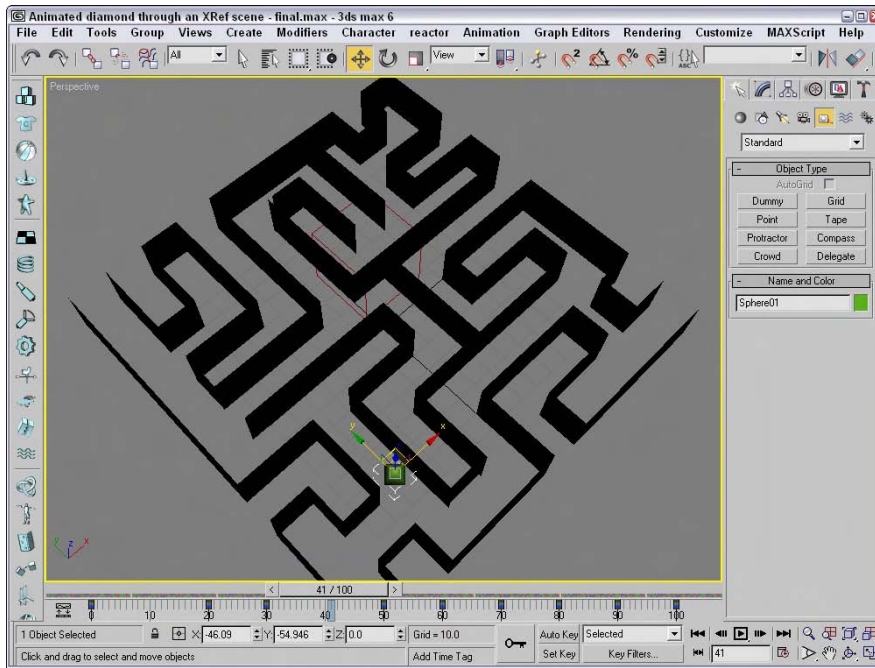 Animated diamond through an XRef scene - final.max - 3ds max 6
File Edit Tools Group Views Create Modifiers Character reactor Animation Graph Editors Rendering Customize MAXScript Help
All
View
Perspective
Standard
- Object Type
AutoGrid
Dummy Grid
Point Tape
Protractor Compass
Crowd Delegate
- Name and Color
Sphere01
y x
y z x
< 41 / 100 >
0 10 20 30 40 50 60 70 80 90 100
1 Object Selected X: -46.09 Y: -54.946 Z: 0.0 Grid = 10.0 Auto Key Selected
Click and drag to select and move objects Add Time Tag Set Key Key Filters... 41